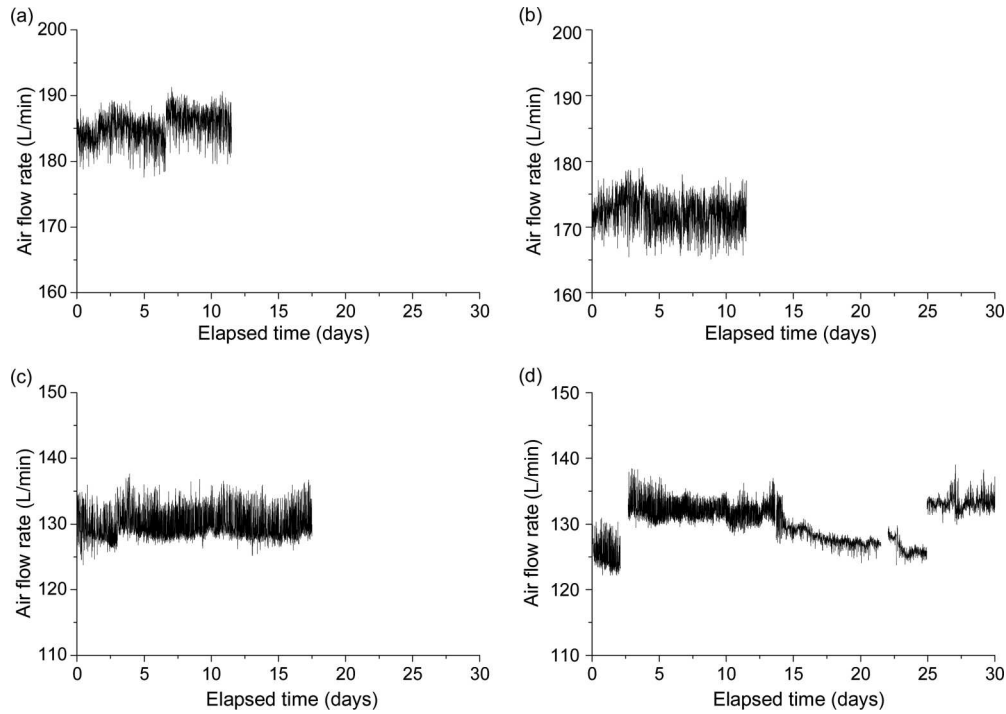 (a)
200
190
180
170
160
Air flow rate (L/min)
0 5 10 15 20 25 30
Elapsed time (days)
(b)
200
190
180
170
160
Air flow rate (L/min)
0 5 10 15 20 25 30
Elapsed time (days)
(c)
150
140
130
120
110
Air flow rate (L/min)
0 5 10 15 20 25 30
Elapsed time (days)
(d)
150
140
130
120
110
Air flow rate (L/min)
0 5 10 15 20 25 30
Elapsed time (days)